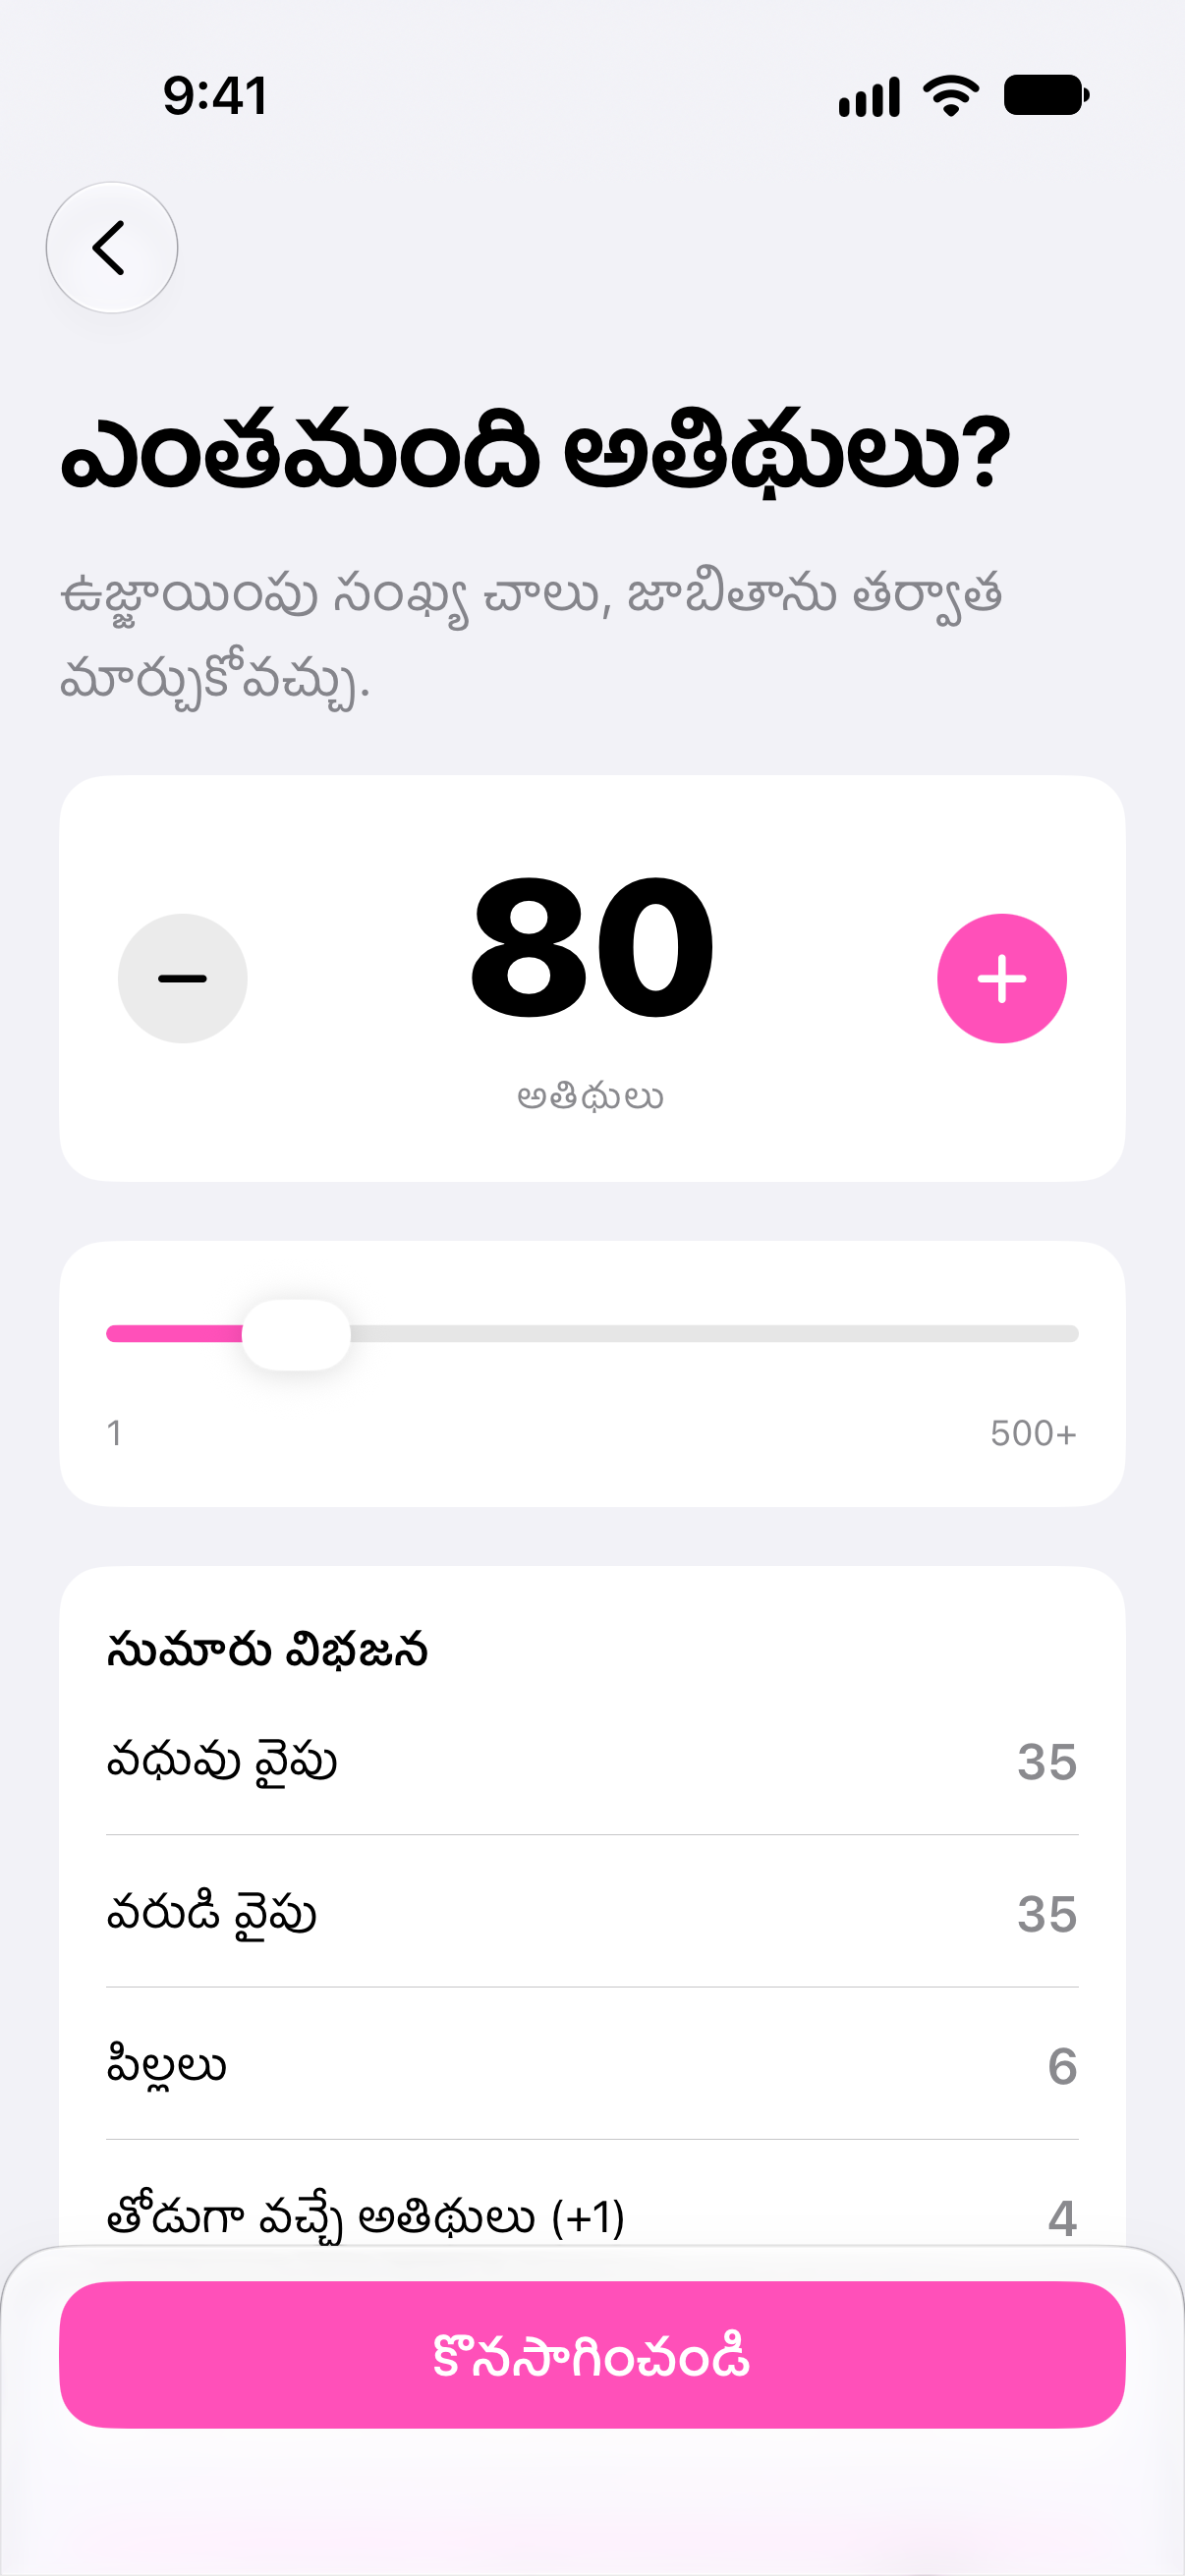 9:41
ఎంతమంది అతిథులు?
ఉజ్జాయింపు సంఖ్య చాలు, జాబితాను తర్వాత
మార్చుకోవచ్చు.
80
అతిథులు
1
500+
సుమారు విభజన
వధువు వైపు
35
వరుడి వైపు
35
పిల్లలు
6
తోడుగా వచ్చే అతిథులు (+1)
4
కొనసాగించండి